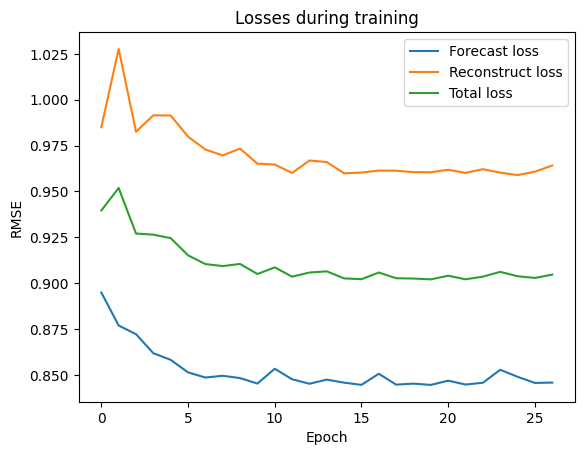 Losses during training
Forecast loss
Reconstruct loss
Total loss
RMSE
1.025
1.000
0.975
0.950
0.925
0.900
0.875
0.850
0
5
10
15
20
25
Epoch